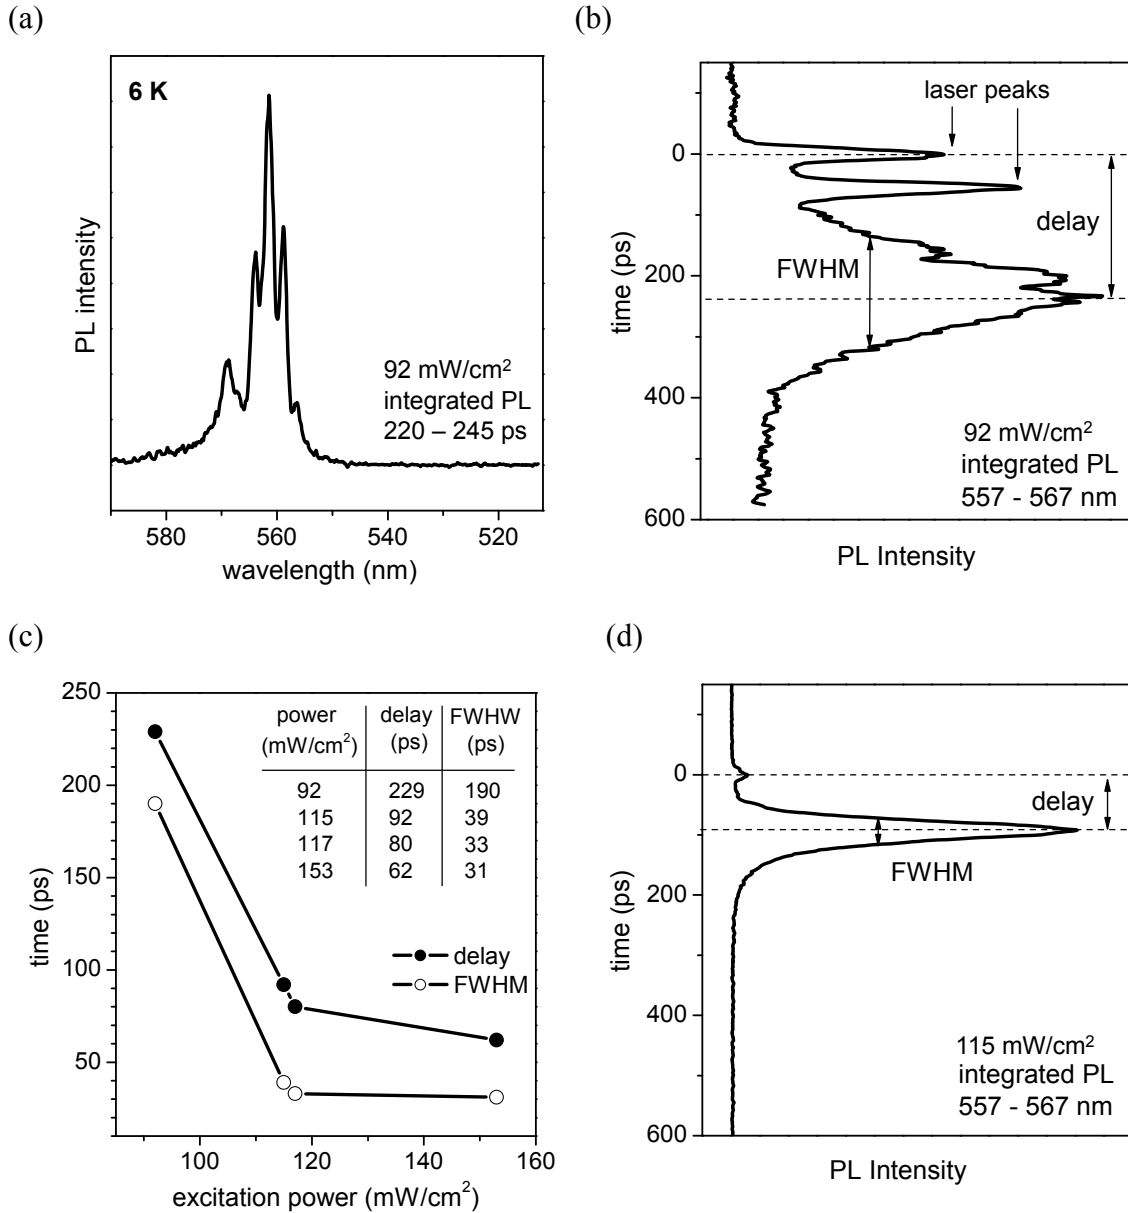 (a)
6 K
PL intensity
92 mW/cm²
integrated PL
220 – 245 ps
580
560
540
520
wavelength (nm)
(b)
laser peaks
0
200
400
600
time (ps)
delay
FWHM
92 mW/cm²
integrated PL
557 - 567 nm
PL Intensity
(c)
250
200
150
100
50
time (ps)
power delay FWHW
(mW/cm²) (ps) (ps)
92 229 190
115 92 39
117 80 33
153 62 31
delay
FWHM
100
120
140
160
excitation power (mW/cm²)
(d)
0
200
400
600
time (ps)
delay
FWHM
115 mW/cm²
integrated PL
557 - 567 nm
PL Intensity